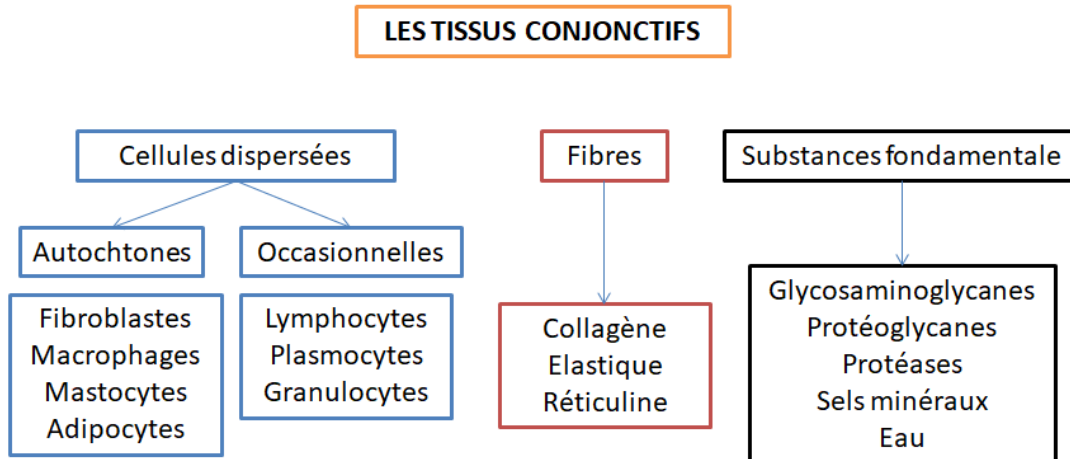 LES TISSUS CONJONCTIFS
Cellules dispersées
Fibres
Substances fondamentale
Autochtones
Occasionnelles
Fibroblastes
Macrophages
Mastocytes
Adipocytes
Lymphocytes
Plasmocytes
Granulocytes
Collagène
Elastique
Réticuline
Glycosaminoglycanes
Protéoglycanes
Protéases
Sels minéraux
Eau